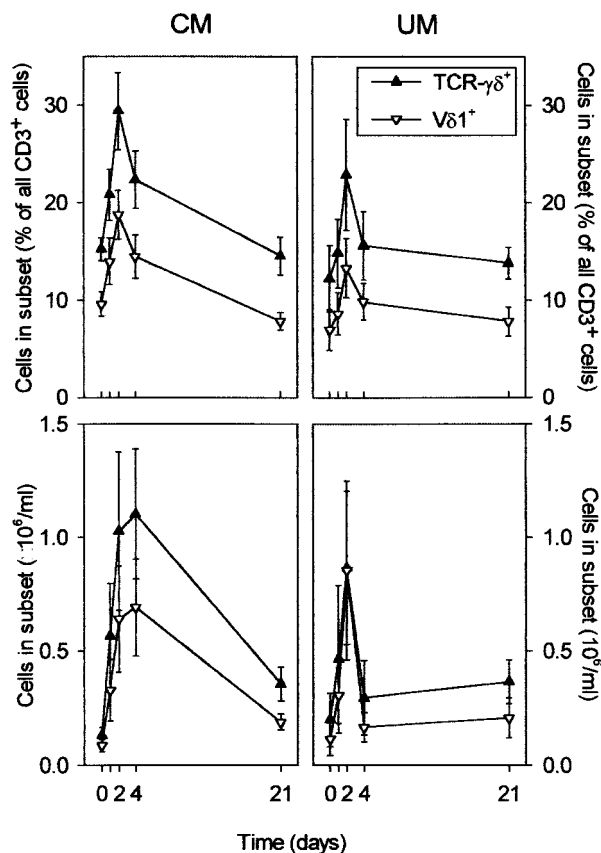 CM
UM
Cells in subset (% of all CD3⁺ cells)
30
20
10
0
TCR-γδ⁺
Vδ1⁺
30
20
10
0
Cells in subset (% of all CD3⁺ cells)
Cells in subset (10⁶/ml)
1.5
1.0
0.5
0.0
1.5
1.0
0.5
0.0
Cells in subset (10⁶/ml)
0 2 4 21
0 2 4 21
Time (days)